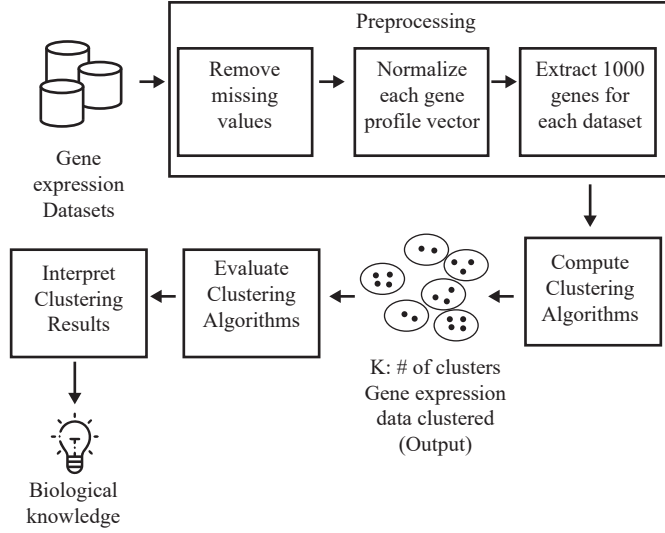 Preprocessing
Remove
missing
values
Normalize
each gene
profile vector
Extract 1000
genes for
each dataset
Gene
expression
Datasets
Compute
Clustering
Algorithms
K: # of clusters
Gene expression
data clustered
(Output)
Evaluate
Clustering
Algorithms
Interpret
Clustering
Results
Biological
knowledge